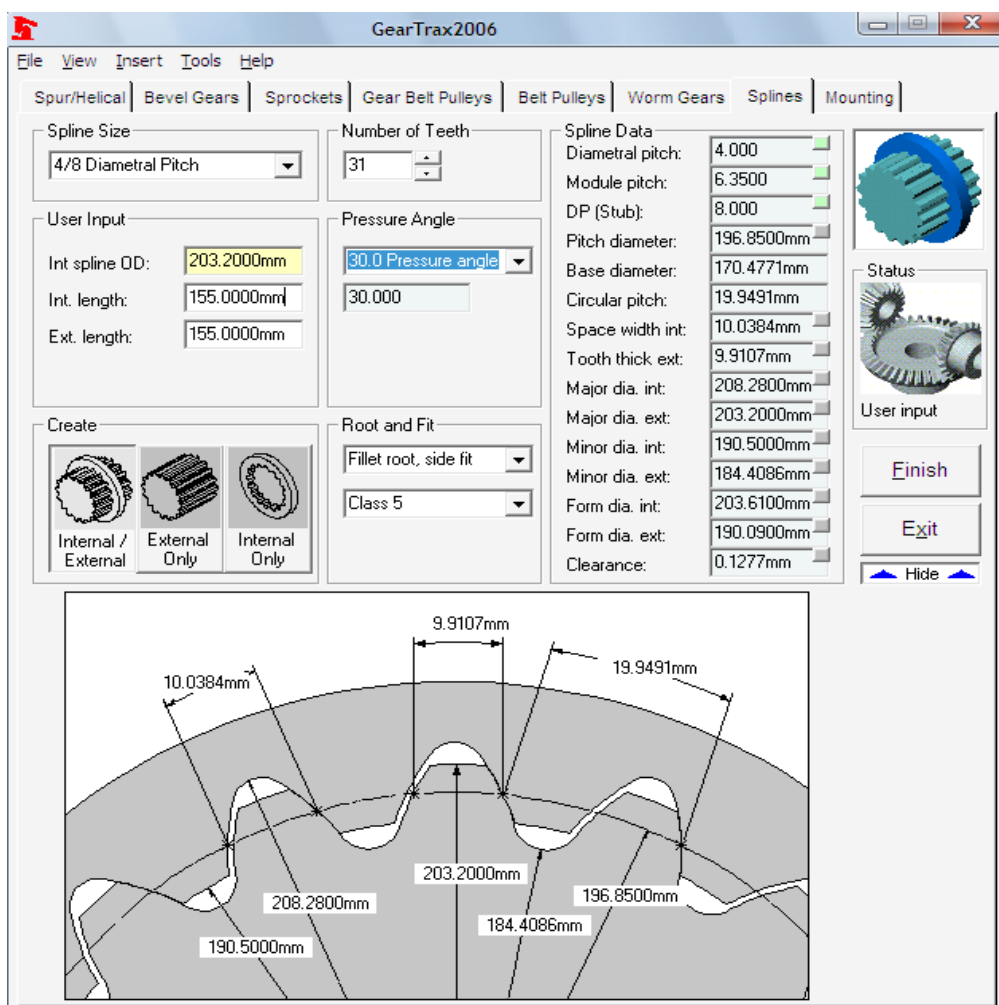 GearTrax2006
File View Insert Tools Help
Spur/Helical Bevel Gears Sprockets Gear Belt Pulleys Belt Pulleys Worm Gears Splines Mounting
Spline Size
4/8 Diametral Pitch
Number of Teeth
31
User Input
Int spline OD: 203.2000mm
Int. length: 155.0000mm
Ext. length: 155.0000mm
Pressure Angle
30.0 Pressure angle
30.000
Create
Internal / External
External Only
Internal Only
Root and Fit
Fillet root, side fit
Class 5
Spline Data
Diametral pitch: 4.000
Module pitch: 6.3500
DP (Stub): 8.000
Pitch diameter: 196.8500mm
Base diameter: 170.4771mm
Circular pitch: 19.9491mm
Space width int: 10.0384mm
Tooth thick ext: 9.9107mm
Major dia. int: 208.2800mm
Major dia. ext: 203.2000mm
Minor dia. int: 190.5000mm
Minor dia. ext: 184.4086mm
Form dia. int: 203.6100mm
Form dia. ext: 190.0900mm
Clearance: 0.1277mm
Status
User input
Finish
Exit
Hide
9.9107mm
19.9491mm
10.0384mm
203.2000mm
196.8500mm
208.2800mm
184.4086mm
190.5000mm